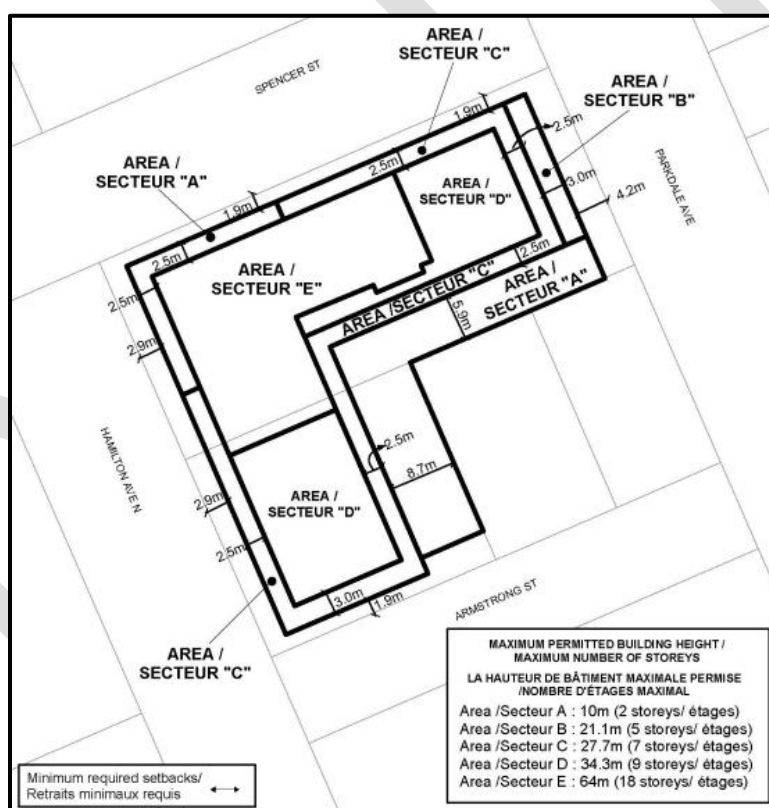 SPENCER ST
AREA /
SECTEUR "C"
AREA /
SECTEUR "B"
1.9m
2.5m
AREA /
SECTEUR "A"
2.5m
PARKDALE AVE
1.9m
AREA /
SECTEUR "D"
3.0m
4.2m
2.5m
AREA /
SECTEUR "E"
2.5m
2.5m
AREA /SECTEUR "C"
AREA /
SECTEUR "A"
5.9m
2.9m
HAMILTON AVE N
2.5m
8.7m
AREA /
SECTEUR "D"
2.9m
2.5m
3.0m
1.9m
ARMSTRONG ST
AREA /
SECTEUR "C"
MAXIMUM PERMITTED BUILDING HEIGHT /
MAXIMUM NUMBER OF STOREYS
LA HAUTEUR DE BÂTIMENT MAXIMALE PERMISE
/NOMBRE D'ÉTAGES MAXIMAL
Area /Secteur A : 10m (2 storeys/ étages)
Area /Secteur B : 21.1m (5 storeys/ étages)
Area /Secteur C : 27.7m (7 storeys/ étages)
Area /Secteur D : 34.3m (9 storeys/ étages)
Area /Secteur E : 64m (18 storeys/ étages)
Minimum required setbacks/
Retraits minimaux requis